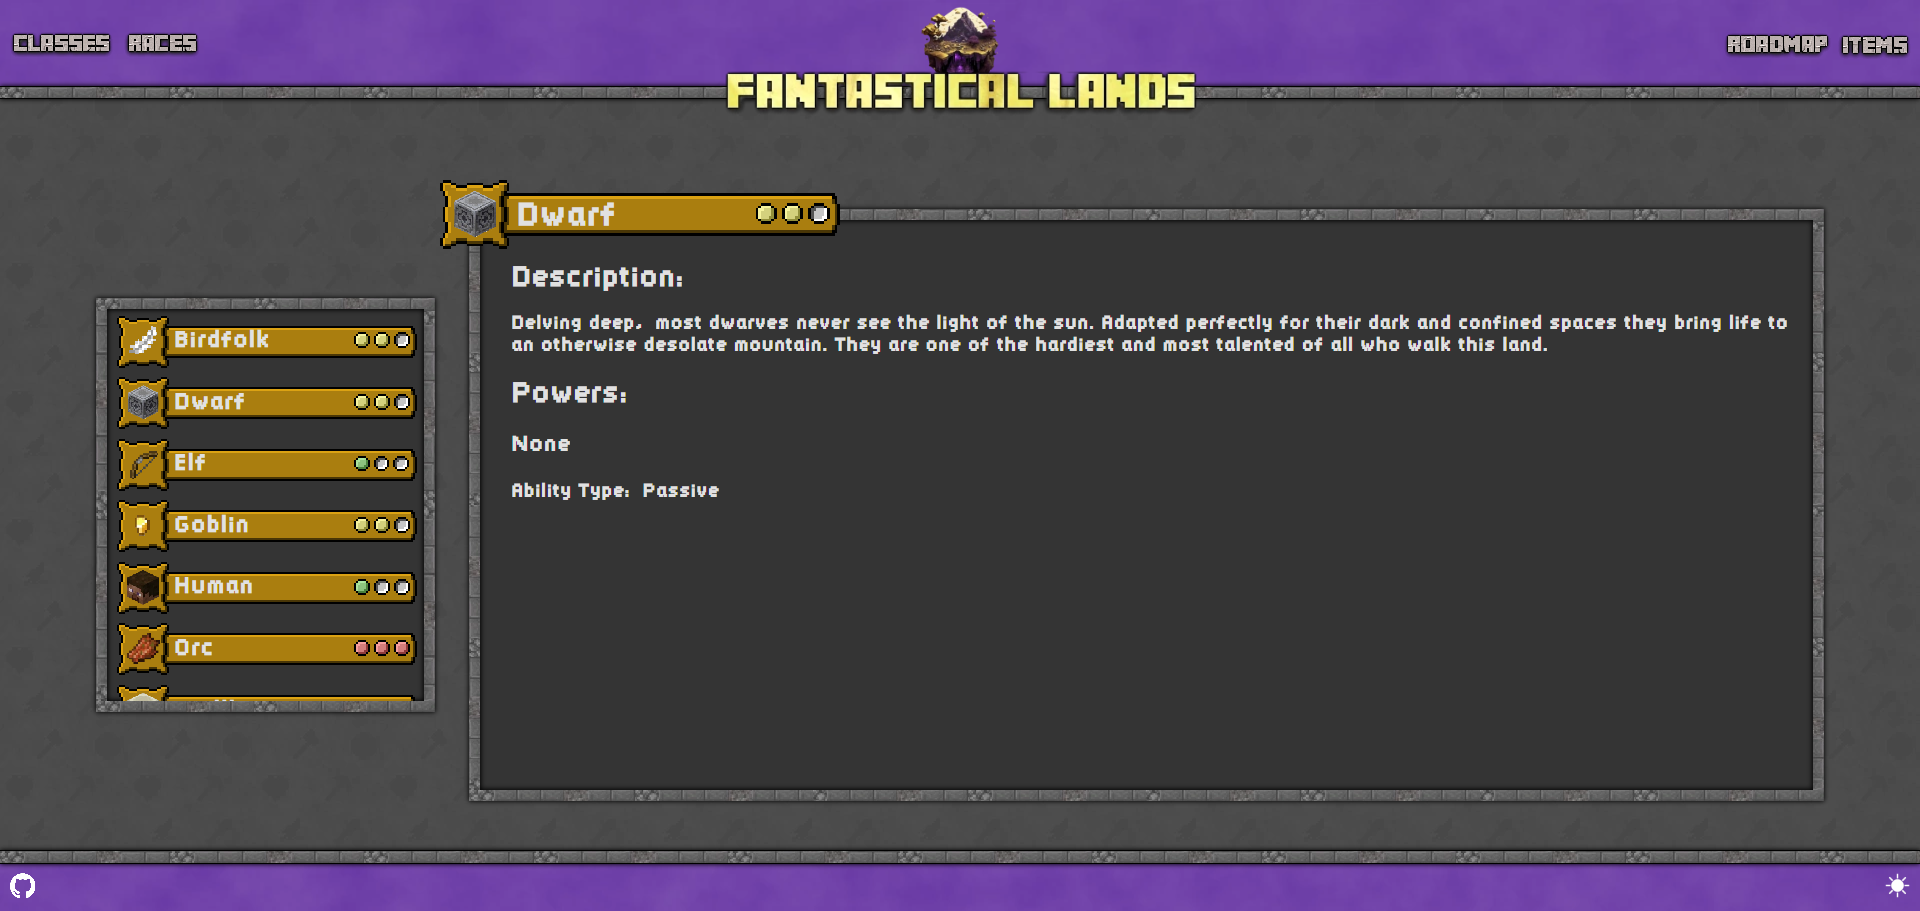 CLASSES RACES
ROADMAP ITEMS
FANTASTICAL LANDS
Birdfolk
Dwarf
Elf
Goblin
Human
Orc
Dwarf
Description:
Delving deep, most dwarves never see the light of the sun. Adapted perfectly for their dark and confined spaces they bring life to
an otherwise desolate mountain. They are one of the hardiest and most talented of all who walk this land.
Powers:
None
Ability Type: Passive